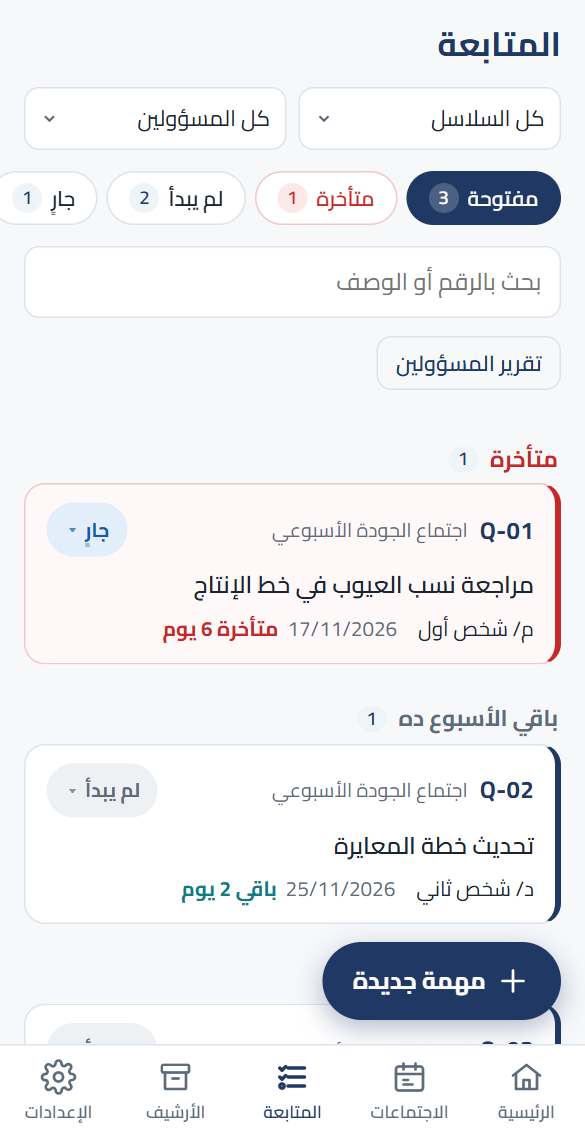 المتابعة
كل السلاسل
كل المسؤولين
مفتوحة 3
متأخرة 1
لم يبدأ 2
جارٍ 1
بحث بالرقم أو الوصف
تقرير المسؤولين
متأخرة 1
Q-01 اجتماع الجودة الأسبوعي جارٍ
مراجعة نسب العيوب في خط الإنتاج
م/ شخص أول 17/11/2026 متأخرة 6 يوم
باقي الأسبوع ده 1
Q-02 اجتماع الجودة الأسبوعي لم يبدأ
تحديث خطة المعايرة
د/ شخص ثاني 25/11/2026 باقي 2 يوم
مهمة جديدة
الرئيسية
الاجتماعات
المتابعة
الأرشيف
الإعدادات